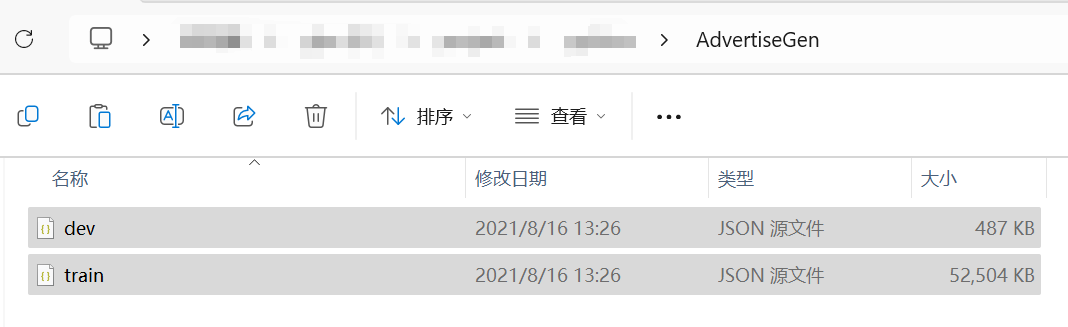 AdvertiseGen
排序 查看
名称 修改日期 类型 大小
dev 2021/8/16 13:26 JSON 源文件 487 KB
train 2021/8/16 13:26 JSON 源文件 52,504 KB